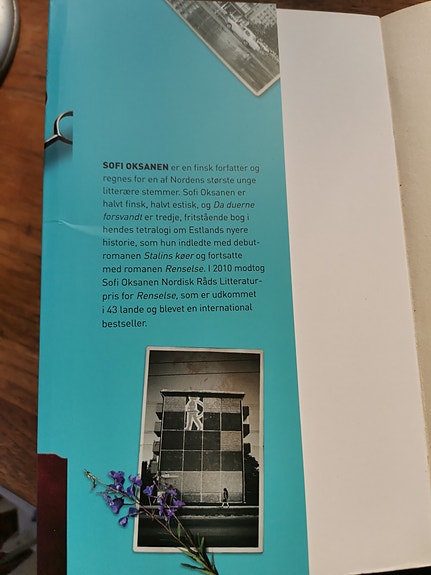 SOFI OKSANEN er en finsk forfatter og
regnes for en af Nordens største unge
litterære stemmer. Sofi Oksanen er
halvt finsk, halvt estisk, og Da duerne
forsvandt er tredje, fritstående bog i
hendes tetralogi om Estlands nyere
historie, som hun indledte med debut-
romanen Stalins køer og fortsatte
med romanen Renselse. I 2010 modtog
Sofi Oksanen Nordisk Råds Litteratur-
pris for Renselse, som er udkommet
i 43 lande og blevet en international
bestseller.